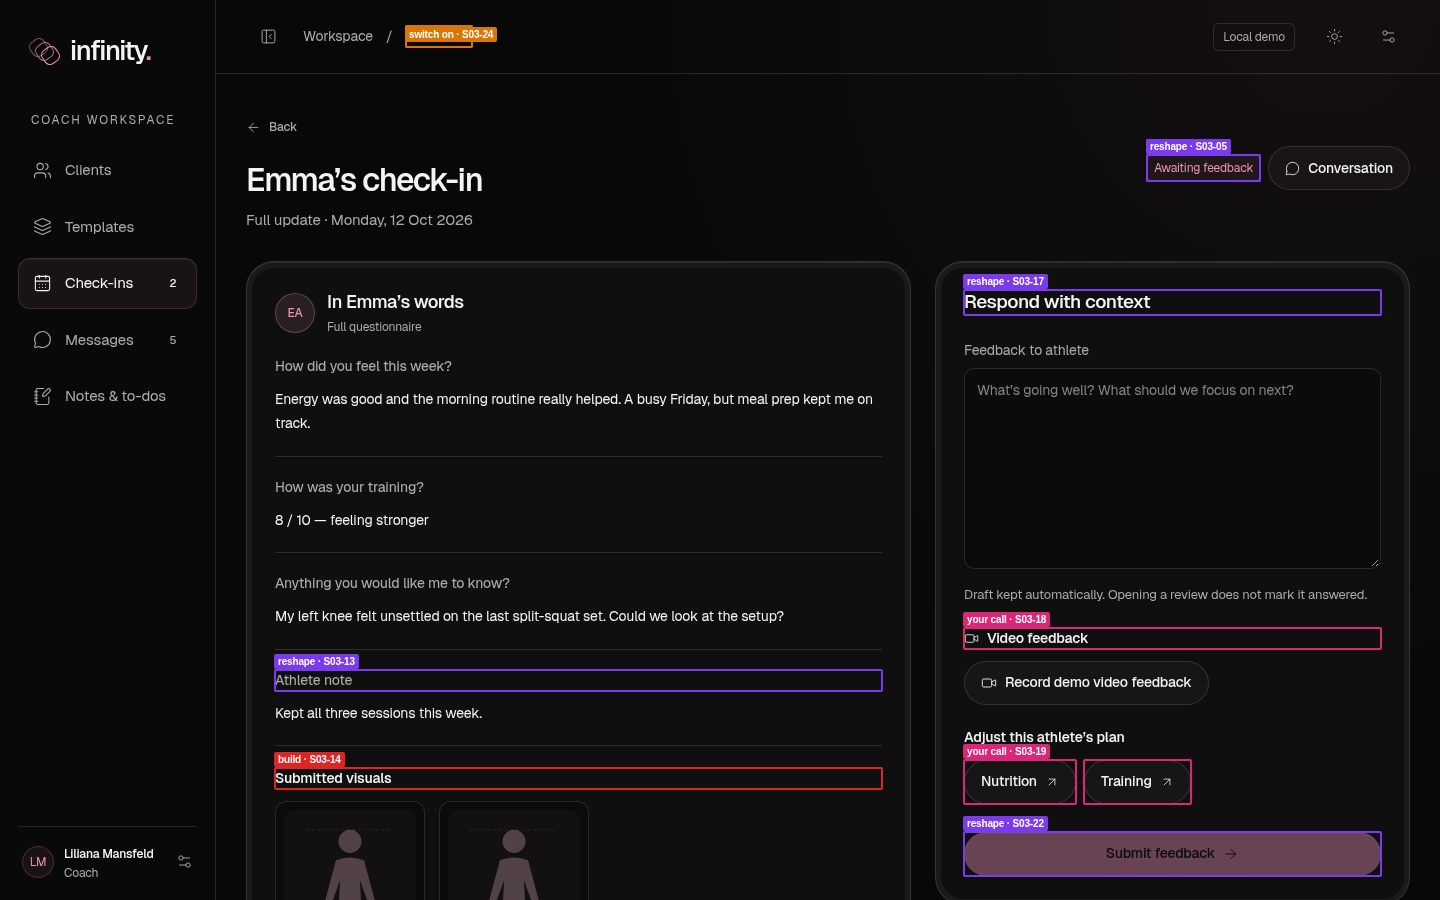 infinity.
COACH WORKSPACE
Clients
Templates
Check-ins 2
Messages 5
Notes & to-dos
LM
Liliana Mansfeld
Coach
Workspace /
switch on · S03-24
Local demo
Back
Emma's check-in
Full update · Monday, 12 Oct 2026
reshape · S03-05
Awaiting feedback
Conversation
EA
In Emma's words
Full questionnaire
How did you feel this week?
Energy was good and the morning routine really helped. A busy Friday, but meal prep kept me on
track.
How was your training?
8 / 10 — feeling stronger
Anything you would like me to know?
My left knee felt unsettled on the last split-squat set. Could we look at the setup?
reshape · S03-13
Athlete note
Kept all three sessions this week.
build · S03-14
Submitted visuals
reshape · S03-17
Respond with context
Feedback to athlete
What's going well? What should we focus on next?
Draft kept automatically. Opening a review does not mark it answered.
your call · S03-18
Video feedback
Record demo video feedback
Adjust this athlete's plan
your call · S03-19
Nutrition
Training
reshape · S03-22
Submit feedback